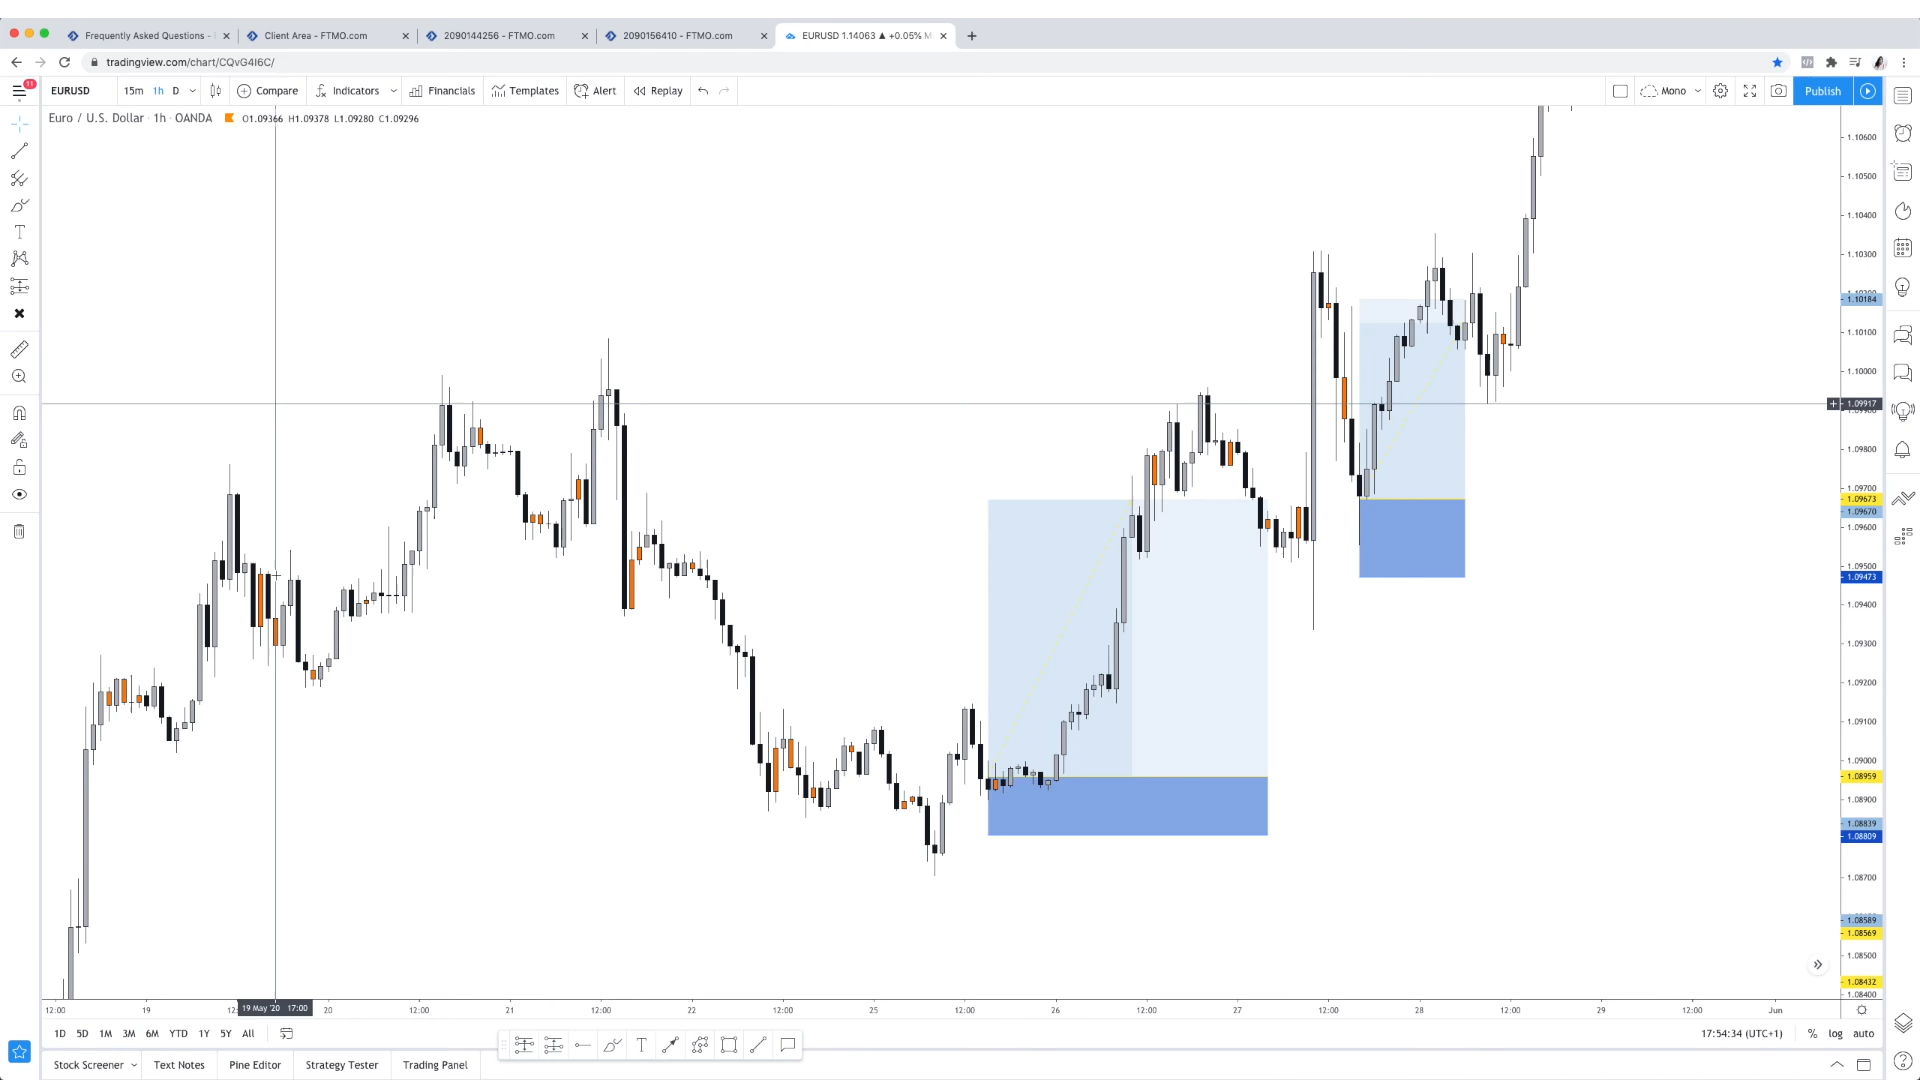 Frequently Asked Questions -
Client Area - FTMO.com
2090144256 - FTMO.com
2090156410 - FTMO.com
EURUSD 1.14063 ▲ +0.05% M
tradingview.com/chart/CQvG4I6C/
11
EURUSD
15m 1h D
Compare
Indicators
Financials
Templates
Alert
Replay
Mono
Publish
Euro / U.S. Dollar · 1h · OANDA
O1.09366 H1.09378 L1.09280 C1.09296
1.10600
1.10500
1.10400
1.10300
1.10184
1.10100
1.10000
1.09917
1.09800
1.09700
1.09673
1.09670
1.09600
1.09500
1.09473
1.09400
1.09300
1.09200
1.09100
1.09000
1.08959
1.08900
1.08839
1.08809
1.08700
1.08589
1.08569
1.08500
1.08432
1.08400
12:00 19 12: 19 May '20 17:00 20 12:00 21 12:00 22 12:00 25 12:00 26 12:00 27 12:00 28 12:00 29 12:00 Jun
1D 5D 1M 3M 6M YTD 1Y 5Y All
T
17:54:34 (UTC+1) % log auto
Stock Screener Text Notes Pine Editor Strategy Tester Trading Panel